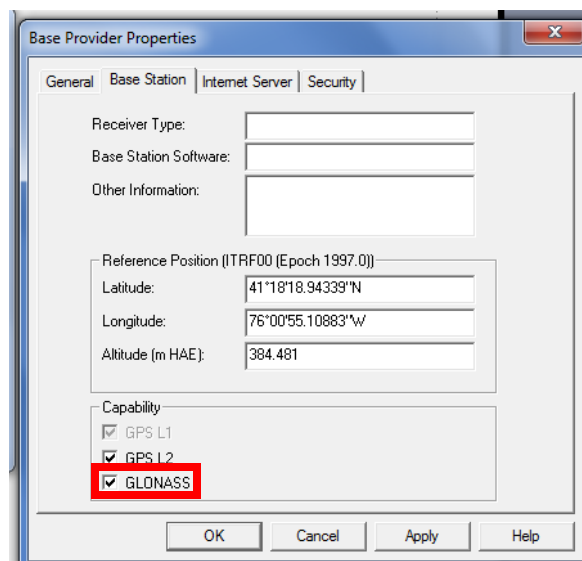 Base Provider Properties
General Base Station Internet Server Security
Receiver Type:
Base Station Software:
Other Information:
Reference Position (ITRF00 (Epoch 1997.0))
Latitude: 41°18'18.94339"N
Longitude: 76°00'55.10883"W
Altitude (m HAE): 384.481
Capability
GPS L1
GPS L2
GLONASS
OK Cancel Apply Help